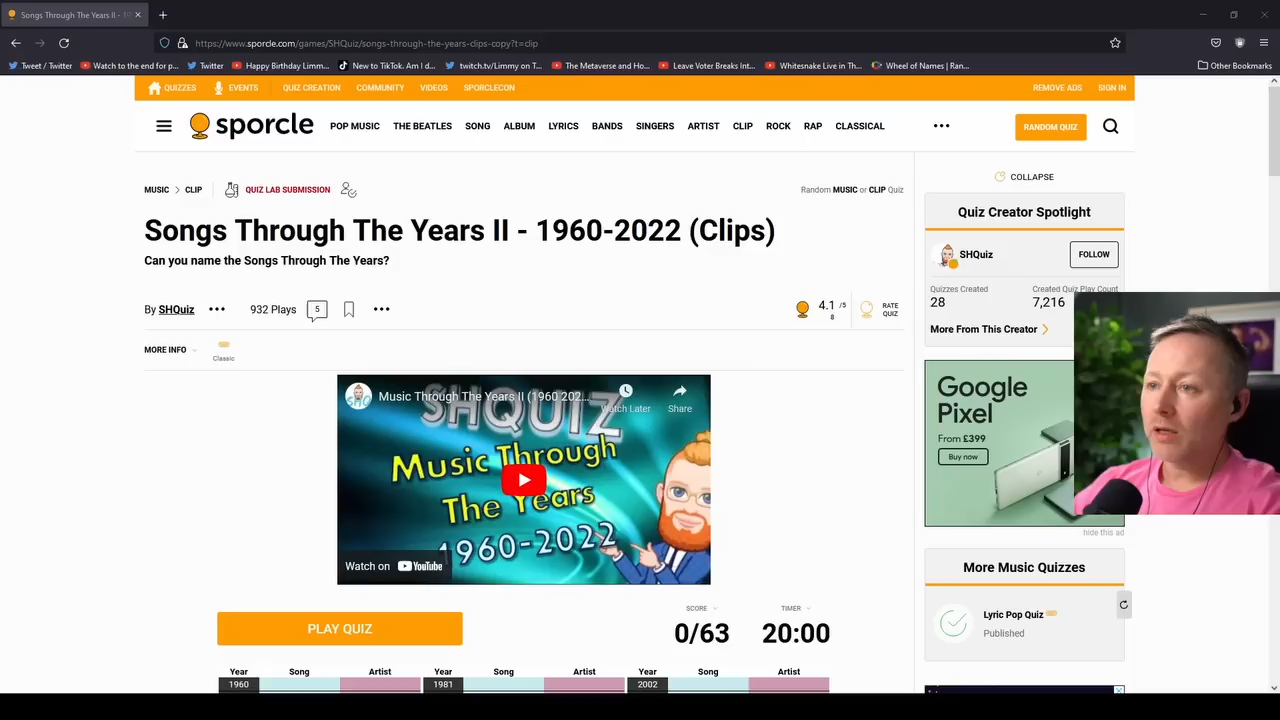 Songs Through The Years II - 19
https://www.sporcle.com/games/SHQuiz/songs-through-the-years-clips-copy?t=clip
Tweet / Twitter
Watch to the end for p...
Twitter
Happy Birthday Limm...
New to TikTok. Am I d...
twitch.tv/Limmy on T...
The Metaverse and Ho...
Leave Voter Breaks Int...
Whitesnake Live in Th...
Wheel of Names | Ran...
Other Bookmarks
QUIZZES
EVENTS
QUIZ CREATION
COMMUNITY
VIDEOS
SPORCLECON
REMOVE ADS
SIGN IN
sporcle
POP MUSIC
THE BEATLES
SONG
ALBUM
LYRICS
BANDS
SINGERS
ARTIST
CLIP
ROCK
RAP
CLASSICAL
RANDOM QUIZ
MUSIC
CLIP
QUIZ LAB SUBMISSION
Random MUSIC or CLIP Quiz
Songs Through The Years II - 1960-2022 (Clips)
Can you name the Songs Through The Years?
By SHQuiz
932 Plays
5
4.1 /5
8
RATE
QUIZ
MORE INFO
Classic
Music Through The Years II (1960 202...
Watch Later
Share
SHQUIZ
Music Through
The Years
1960-2022
Watch on YouTube
PLAY QUIZ
SCORE
0/63
TIMER
20:00
Year Song Artist Year Song Artist Year Song Artist
1960 1981 2002
COLLAPSE
Quiz Creator Spotlight
SHQuiz
FOLLOW
Quizzes Created
28
Created Quiz Play Count
7,216
More From This Creator
Google
Pixel
From £399
Buy now
hide this ad
More Music Quizzes
Lyric Pop Quiz
Published